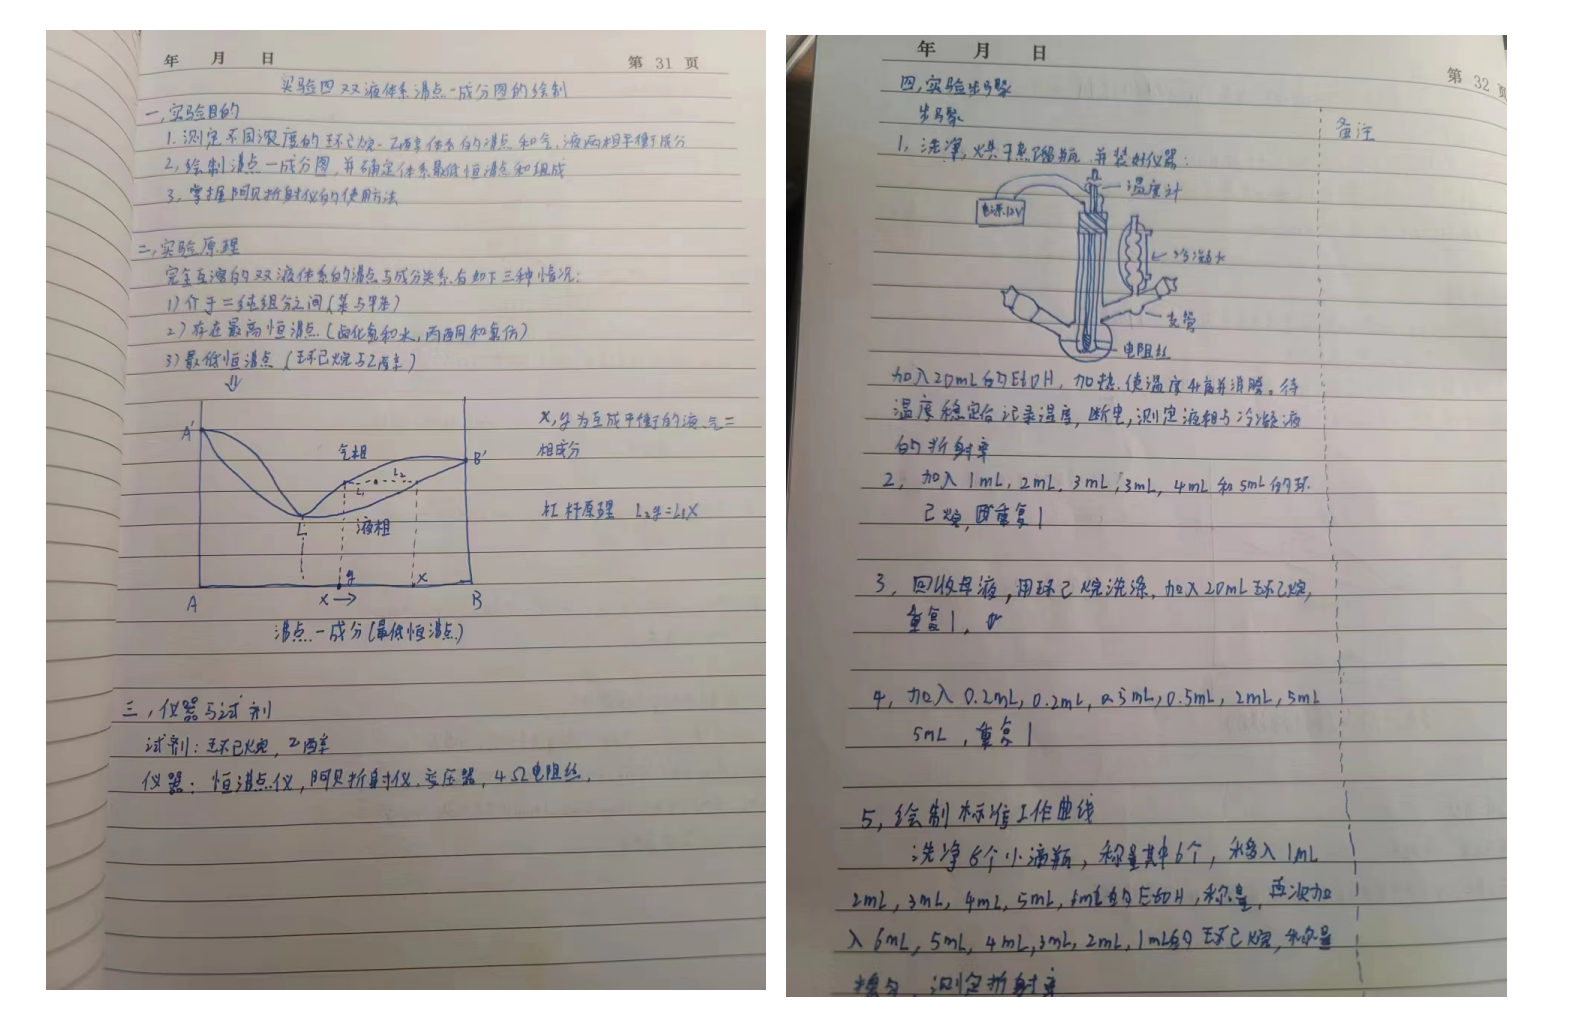 年 月 日
第 31 页
实验四 双液体系沸点-成分图的绘制
一, 实验目的
1. 测定不同浓度的环己烷-乙醇体系的沸点和气、液两相平衡成分
2, 绘制沸点-成分图, 并确定体系最低恒沸点和组成
3. 掌握阿贝折射仪的使用方法
二, 实验原理
完全互溶的双液体系的沸点与成分关系有如下三种情况:
1) 介于二纯组分之间(苯与甲苯)
2) 存在最高恒沸点(卤化氢和水, 丙酮和氯仿)
3) 最低恒沸点(环己烷与乙醇)
x, y 为互成平衡的液、气二
相成分
A'
气相
L₂
B'
L₁
杠杆原理 L₂y=L₁x
L
液相
y
x
A
x→
B
沸点-成分(最低恒沸点)
三, 仪器与试剂
试剂: 环己烷, 乙醇
仪器: 恒沸点仪, 阿贝折射仪, 变压器, 4Ω电阻丝.
年 月 日
第 32 页
四, 实验步骤
步骤
备注
1, 洗净, 烘干蒸馏瓶, 并装好仪器:
温度计
电源12V
支管
电阻丝
加入20mL的EtOH, 加热, 使温度升高并沸腾。待
温度稳定后记录温度, 断电, 测定液相与冷凝液
的折射率
2, 加入 1mL, 2mL, 3mL, 3mL, 4mL 和 5mL的环
己烷, 重复1
3, 回收母液, 用环己烷洗涤, 加入20mL环己烷,
重复1.
4, 加入 0.2mL, 0.2mL, 0.3mL, 0.5mL, 2mL, 5mL
5mL, 重复1
5, 绘制标准工作曲线
洗净6个小滴瓶, 称量其中6个, 移入1mL
2mL, 3mL, 4mL, 5mL, 6mL的EtOH, 称量, 再次加
入6mL, 5mL, 4mL, 3mL, 2mL, 1mL的环己烷, 称量
摇匀, 测定折射率